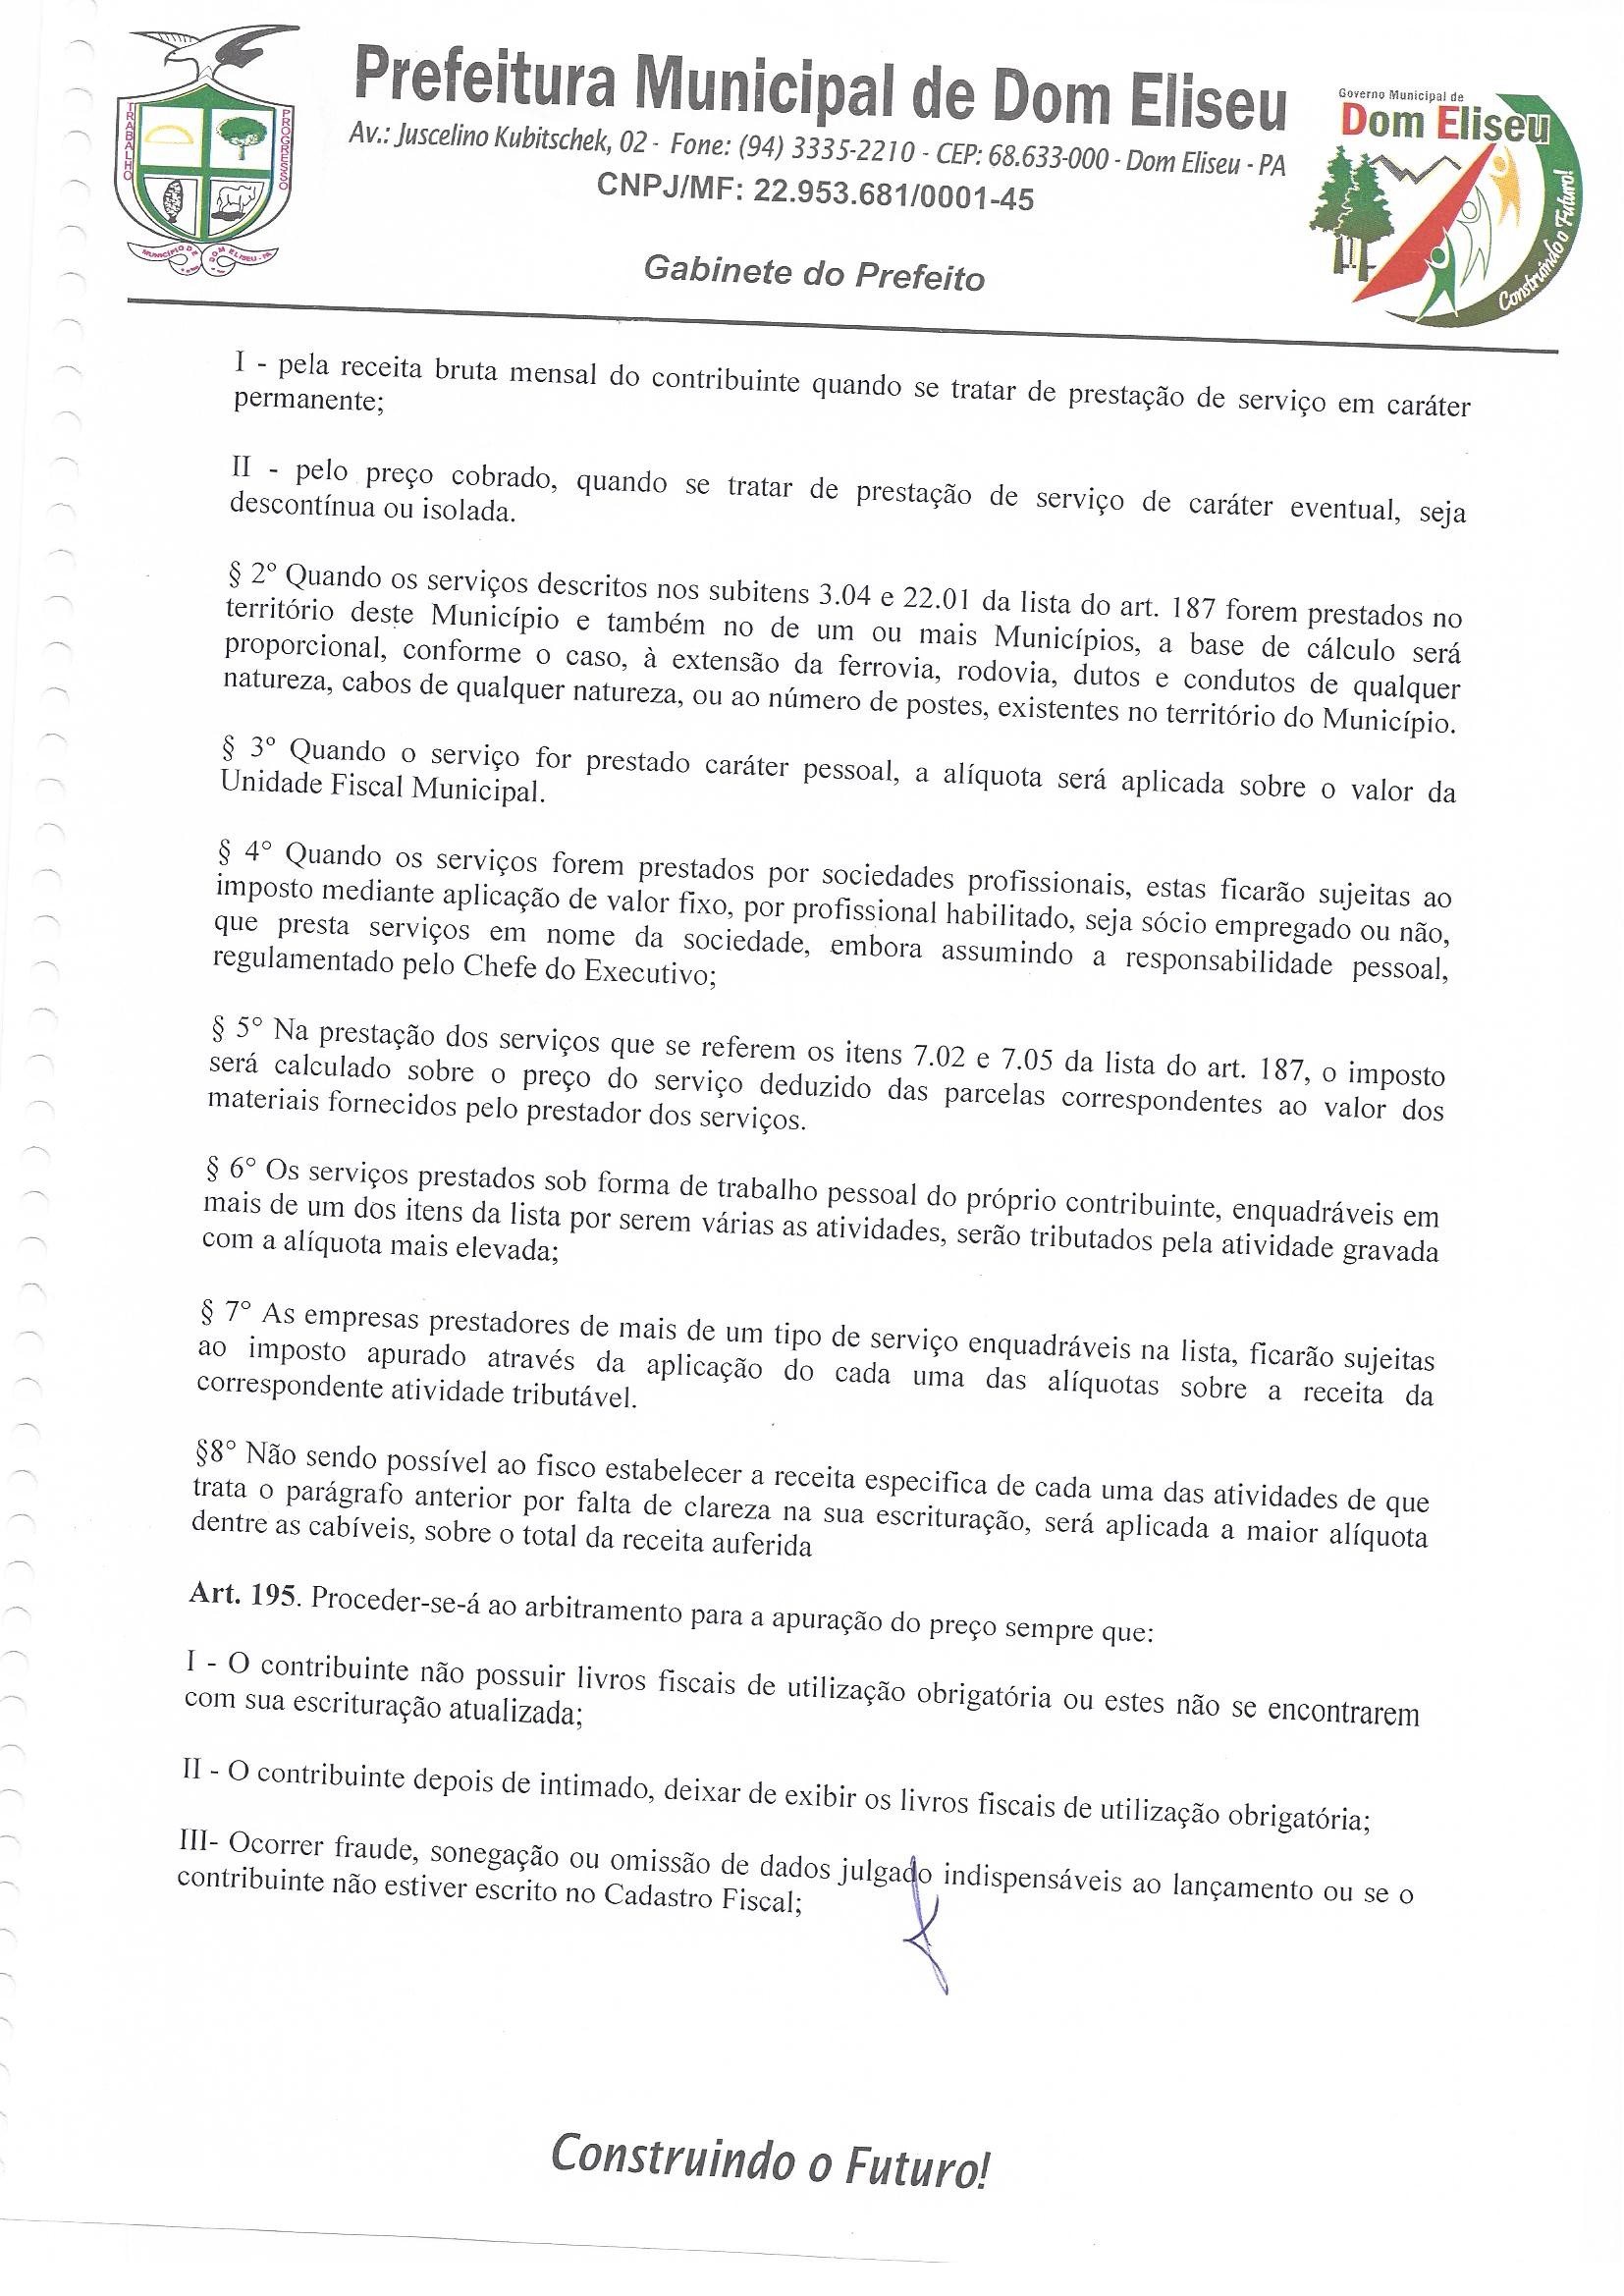 TRABALHO
PROGRESSO
MUNICÍPIO DE DOM ELISEU - PA
Prefeitura Municipal de Dom Eliseu
Av.: Juscelino Kubitschek, 02 - Fone: (94) 3335-2210 - CEP: 68.633-000 - Dom Eliseu - PA
CNPJ/MF: 22.953.681/0001-45
Gabinete do Prefeito
Governo Municipal de
Dom Eliseu
Construindo o Futuro!
I - pela receita bruta mensal do contribuinte quando se tratar de prestação de serviço em caráter
permanente;
II - pelo preço cobrado, quando se tratar de prestação de serviço de caráter eventual, seja
descontínua ou isolada.
§ 2º Quando os serviços descritos nos subitens 3.04 e 22.01 da lista do art. 187 forem prestados no
território deste Município e também no de um ou mais Municípios, a base de cálculo será
proporcional, conforme o caso, à extensão da ferrovia, rodovia, dutos e condutos de qualquer
natureza, cabos de qualquer natureza, ou ao número de postes, existentes no território do Município.
§ 3º Quando o serviço for prestado caráter pessoal, a alíquota será aplicada sobre o valor da
Unidade Fiscal Municipal.
§ 4° Quando os serviços forem prestados por sociedades profissionais, estas ficarão sujeitas ao
imposto mediante aplicação de valor fixo, por profissional habilitado, seja sócio empregado ou não,
que presta serviços em nome da sociedade, embora assumindo a responsabilidade pessoal,
regulamentado pelo Chefe do Executivo;
§ 5° Na prestação dos serviços que se referem os itens 7.02 e 7.05 da lista do art. 187, o imposto
será calculado sobre o preço do serviço deduzido das parcelas correspondentes ao valor dos
materiais fornecidos pelo prestador dos serviços.
§ 6° Os serviços prestados sob forma de trabalho pessoal do próprio contribuinte, enquadráveis em
mais de um dos itens da lista por serem várias as atividades, serão tributados pela atividade gravada
com a alíquota mais elevada;
§ 7° As empresas prestadores de mais de um tipo de serviço enquadráveis na lista, ficarão sujeitas
ao imposto apurado através da aplicação do cada uma das alíquotas sobre a receita da
correspondente atividade tributável.
§8° Não sendo possível ao fisco estabelecer a receita especifica de cada uma das atividades de que
trata o parágrafo anterior por falta de clareza na sua escrituração, será aplicada a maior alíquota
dentre as cabíveis, sobre o total da receita auferida
Art. 195. Proceder-se-á ao arbitramento para a apuração do preço sempre que:
I - O contribuinte não possuir livros fiscais de utilização obrigatória ou estes não se encontrarem
com sua escrituração atualizada;
II - O contribuinte depois de intimado, deixar de exibir os livros fiscais de utilização obrigatória;
III- Ocorrer fraude, sonegação ou omissão de dados julgado indispensáveis ao lançamento ou se o
contribuinte não estiver escrito no Cadastro Fiscal;
Construindo o Futuro!